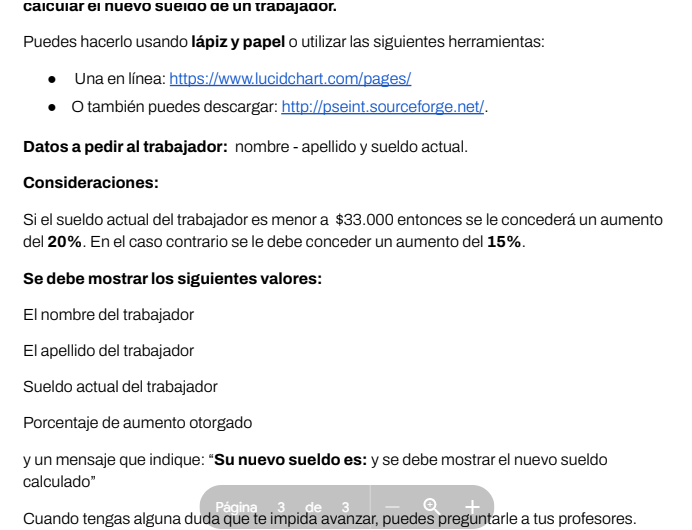 calcular el nuevo sueldo de un trabajador.
Puedes hacerlo usando lápiz y papel o utilizar las siguientes herramientas:
● Una en línea: https://www.lucidchart.com/pages/
● O también puedes descargar: http://pseint.sourceforge.net/.
Datos a pedir al trabajador: nombre - apellido y sueldo actual.
Consideraciones:
Si el sueldo actual del trabajador es menor a $33.000 entonces se le concederá un aumento
del 20%. En el caso contrario se le debe conceder un aumento del 15%.
Se debe mostrar los siguientes valores:
El nombre del trabajador
El apellido del trabajador
Sueldo actual del trabajador
Porcentaje de aumento otorgado
y un mensaje que indique: “Su nuevo sueldo es: y se debe mostrar el nuevo sueldo
calculado”
Página 3 de 3
Cuando tengas alguna duda que te impida avanzar, puedes preguntarle a tus profesores.